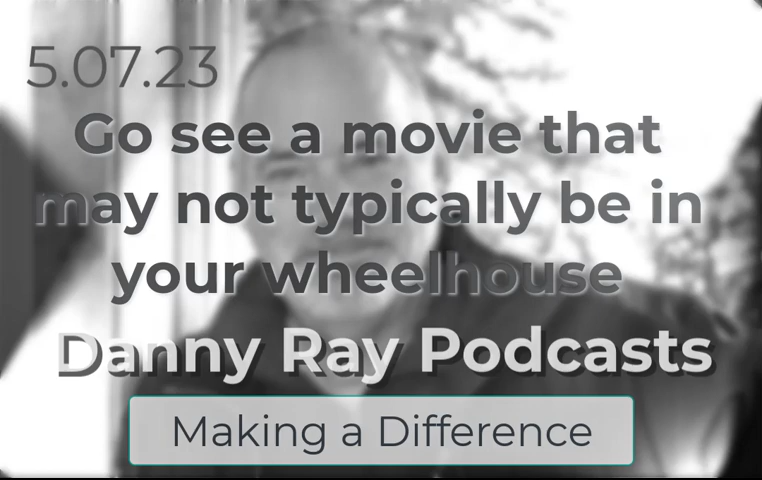 5.07.23
Go see a movie that
may not typically be in
your wheelhouse
Danny Ray Podcasts
Making a Difference